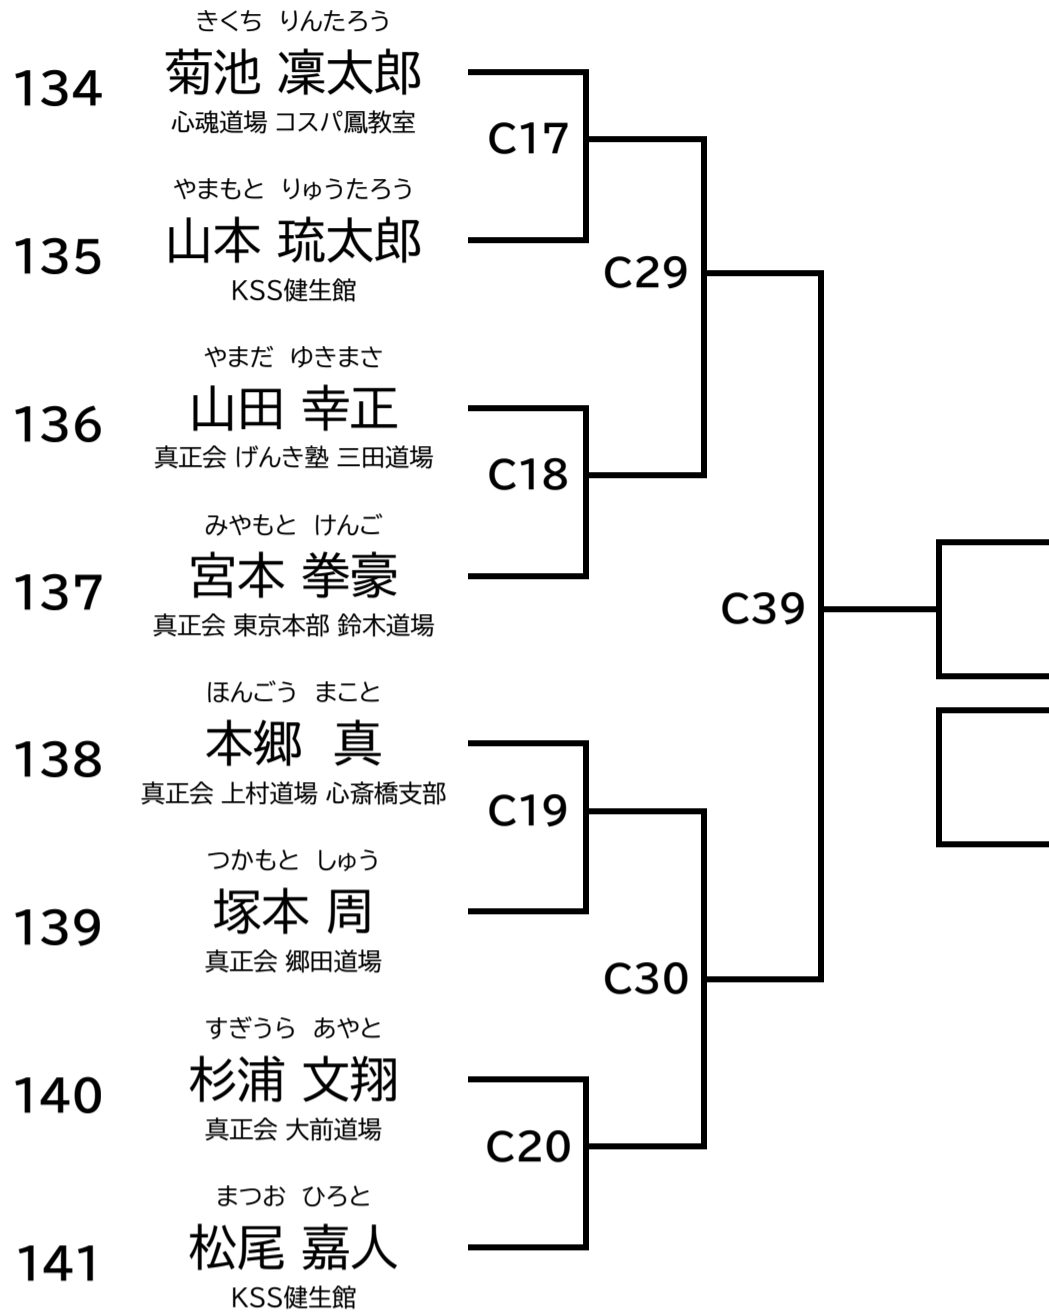 きくち りんたろう
134 菊池 凜太郎
心魂道場 コスパ鳳教室
C17
やまもと りゅうたろう
135 山本 琉太郎
KSS健生館
C29
やまだ ゆきまさ
136 山田 幸正
真正会 げんき塾 三田道場
C18
みやもと けんご
137 宮本 拳豪
真正会 東京本部 鈴木道場
C39
ほんごう まこと
138 本郷 真
真正会 上村道場 心斎橋支部
C19
つかもと しゅう
139 塚本 周
真正会 郷田道場
C30
すぎうら あやと
140 杉浦 文翔
真正会 大前道場
C20
まつお ひろと
141 松尾 嘉人
KSS健生館